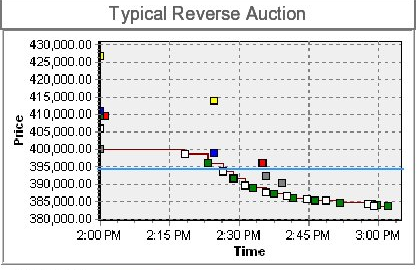 Typical Reverse Auction
430,000.00
425,000.00
420,000.00
415,000.00
410,000.00
405,000.00
400,000.00
395,000.00
390,000.00
385,000.00
380,000.00
Price
2:00 PM 2:15 PM 2:30 PM 2:45 PM 3:00 PM
Time